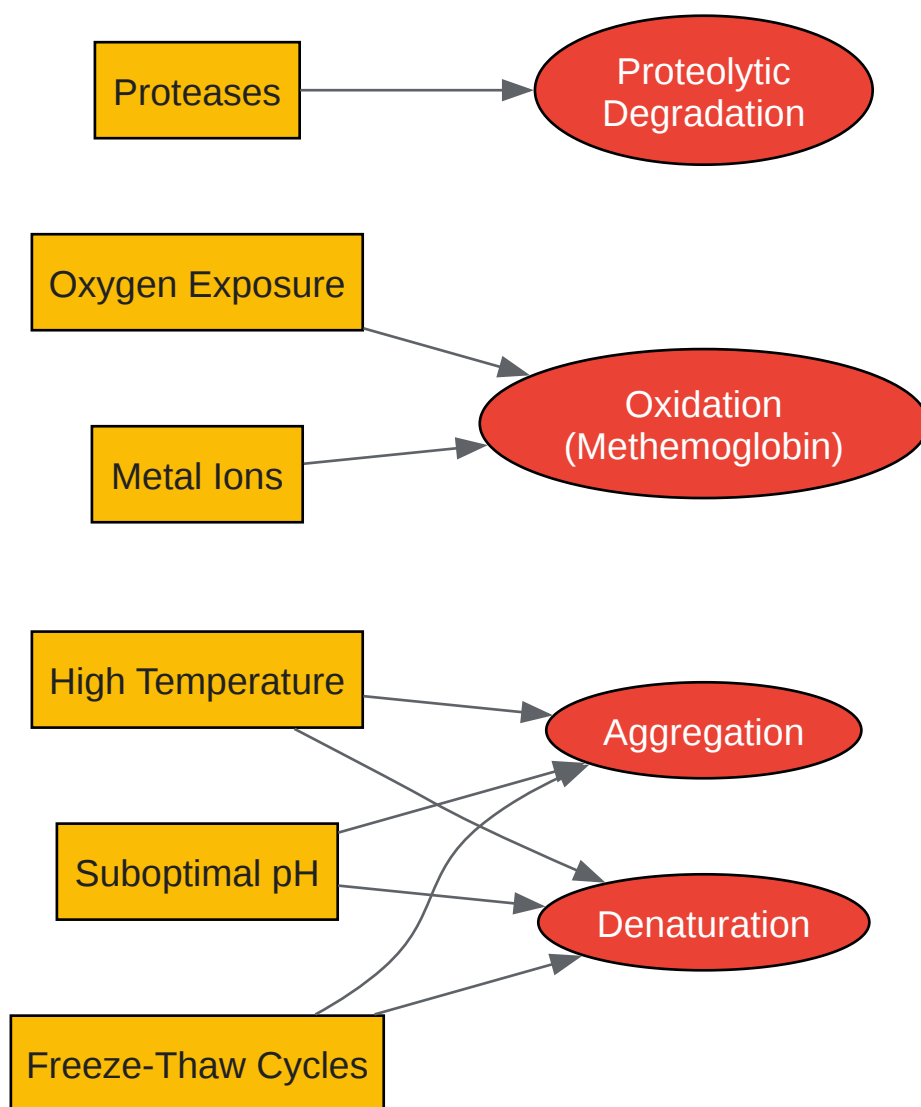 Proteases
Proteolytic
Degradation
Oxygen Exposure
Oxidation
(Methemoglobin)
Metal Ions
High Temperature
Aggregation
Suboptimal pH
Denaturation
Freeze-Thaw Cycles